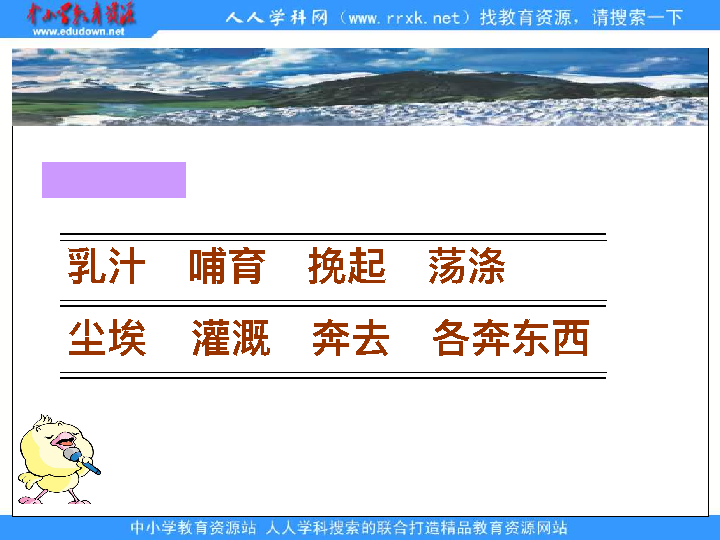 中小学教育资源
www.edudown.net
人人学科网（www.rrxk.net）找教育资源，请搜索一下
乳汁 哺育 挽起 荡涤
尘埃 灌溉 奔去 各奔东西
中小学教育资源站 人人学科搜索的联合打造精品教育资源网站